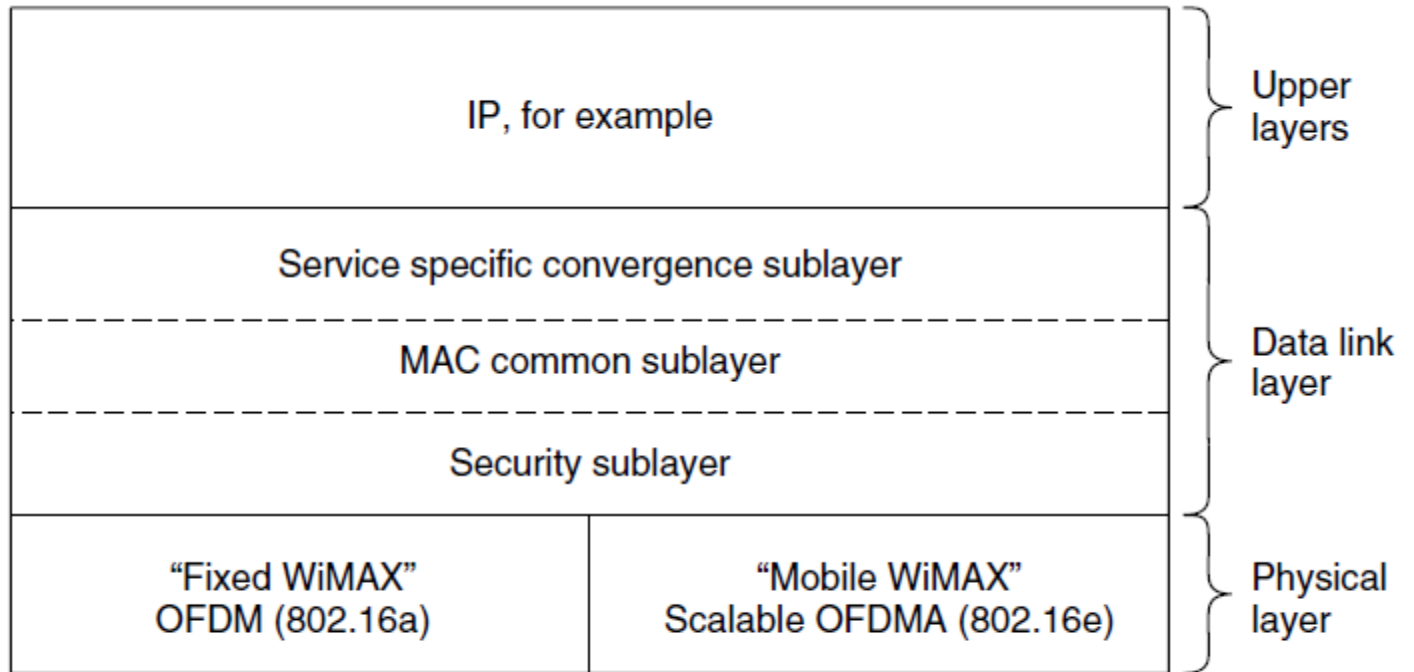 IP, for example
Upper
layers
Service specific convergence sublayer
MAC common sublayer
Security sublayer
Data link
layer
“Fixed WiMAX”
OFDM (802.16a)
“Mobile WiMAX”
Scalable OFDMA (802.16e)
Physical
layer